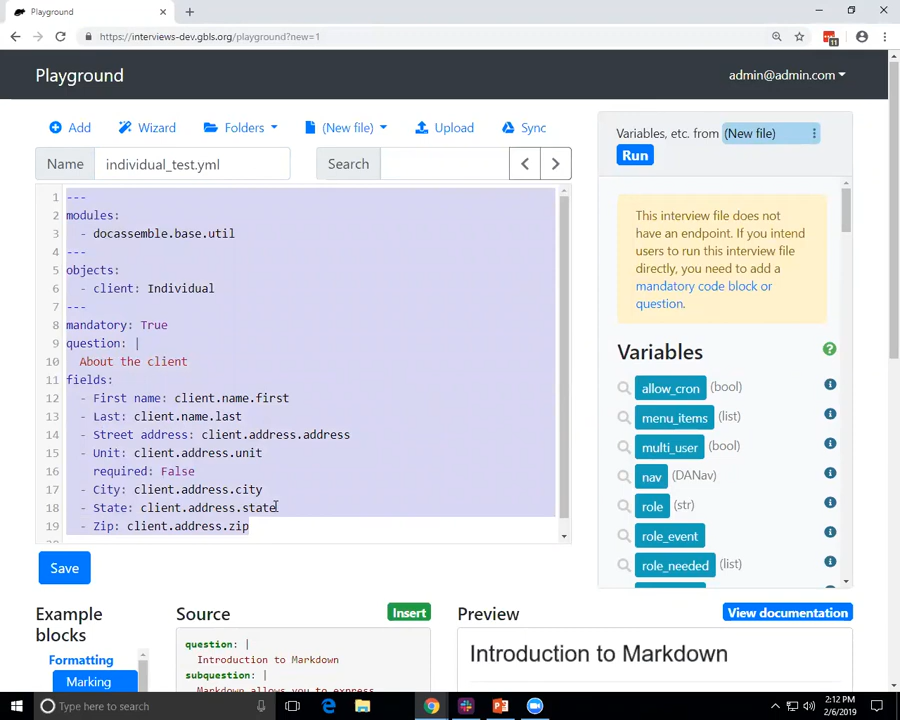 Playground
https://interviews-dev.gbls.org/playground?new=1
11
Playground
admin@admin.com
Add
Wizard
Folders
(New file)
Upload
Sync
Variables, etc. from (New file)
Run
Name individual_test.yml
Search
1 ---
2 modules:
3 - docassemble.base.util
4 ---
5 objects:
6 - client: Individual
7 ---
8 mandatory: True
9 question: |
10 About the client
11 fields:
12 - First name: client.name.first
13 - Last: client.name.last
14 - Street address: client.address.address
15 - Unit: client.address.unit
16 required: False
17 - City: client.address.city
18 - State: client.address.state
19 - Zip: client.address.zip
This interview file does not
have an endpoint. If you intend
users to run this interview file
directly, you need to add a
mandatory code block or
question.
Variables
allow_cron (bool)
menu_items (list)
multi_user (bool)
nav (DANav)
role (str)
role_event
role_needed (list)
Save
Example
blocks
Formatting
Marking
Source
Insert
question: |
Introduction to Markdown
subquestion: |
Markdown allows you to express
Preview
View documentation
Introduction to Markdown
Type here to search
2:12 PM
2/6/2019